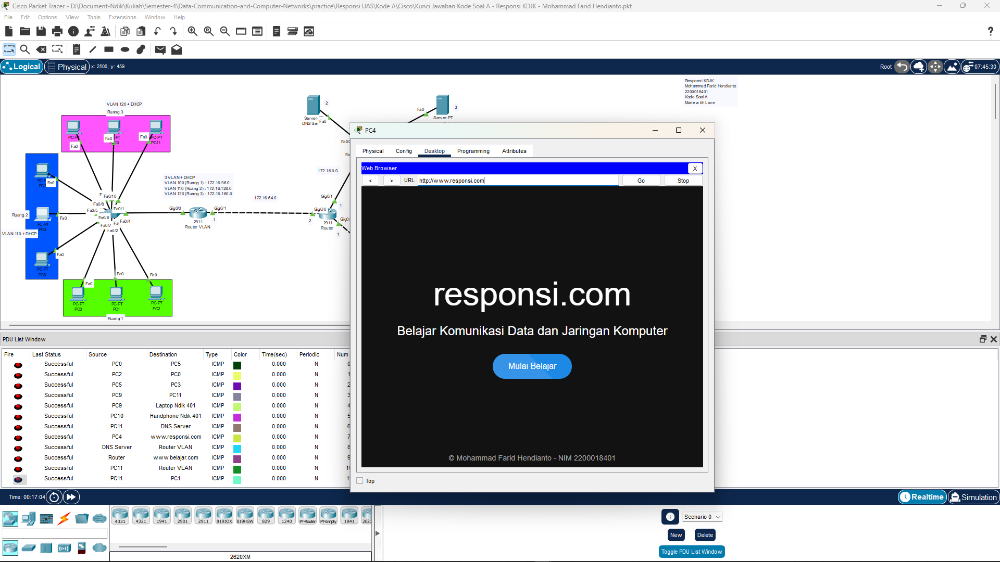 Cisco Packet Tracer - D:\Document-Ndik\Kuliah\Semester-4\Data-Communication-and-Computer-Networks\practice\Responsi UAS\Kode A\Cisco\Kunci Jawaban Kode Soal A - Responsi KDJK - Mohammad Farid Hendianto.pkt
File Edit Options View Tools Extensions Window Help
Logical Physical x: 2500, y: 459 Root 07:45:30
Responsi KDJK
Mohammad Farid Hendianto
2200018401
Kode Soal A
Made with Love
VLAN 120 + DHCP
Ruang 3
PC11
Fa0
Fa0
Fa0
Fa0
Ruang 2
PC-PT
PC4
Fa0
VLAN 110 + DHCP
Fa0
PC-PT
PC5
Fa0/10
Fa0/8
Fa0/1
Fa0/5
Fa0/6
Fa0/4
Fa0/7
Fa0/2
Fa0
Fa0
Fa0
PC-PT
PC0
PC-PT
PC1
PC-PT
PC2
Ruang 1
3 VLAN + DHCP
VLAN 100 (Ruang 1) : 172.16.96.0
VLAN 110 (Ruang 2) : 172.16.128.0
VLAN 120 (Ruang 3) : 172.16.160.0
Gig0/0
Gig0/1
1
2911
Router VLAN
172.16.64.0
172.16.0.0
Gig0/1
1
Gig0/0
2
2911
Router
1
2
Server-
DNS Ser
Fa0
3
Fa0
Server-PT
PC4
Physical Config Desktop Programming Attributes
Web Browser X
< > URL http://www.responsi.com Go Stop
responsi.com
Belajar Komunikasi Data dan Jaringan Komputer
Mulai Belajar
© Mohammad Farid Hendianto - NIM 2200018401
Top
PDU List Window
Fire Last Status Source Destination Type Color Time(sec) Periodic Num
Successful PC0 PC5 ICMP 0.000 N 0
Successful PC2 PC0 ICMP 0.000 N 1
Successful PC5 PC3 ICMP 0.000 N 2
Successful PC9 PC11 ICMP 0.000 N 3
Successful PC9 Laptop Ndik 401 ICMP 0.000 N 4
Successful PC10 Handphone Ndik 401 ICMP 0.000 N 5
Successful PC11 DNS Server ICMP 0.000 N 6
Successful PC4 www.responsi.com ICMP 0.000 N 7
Successful DNS Server Router VLAN ICMP 0.000 N 8
Successful Router www.belajar.com ICMP 0.000 N 9
Successful PC11 Router VLAN ICMP 0.000 N
Successful PC11 PC1 ICMP 0.000 N
Time: 00:17:04 Realtime Simulation
4331 4321 1941 2901 2911 819IOX 819HGW 829 1240 PT-Router PT-Empty 1841
2620XM
Scenario 0
New Delete
Toggle PDU List Window